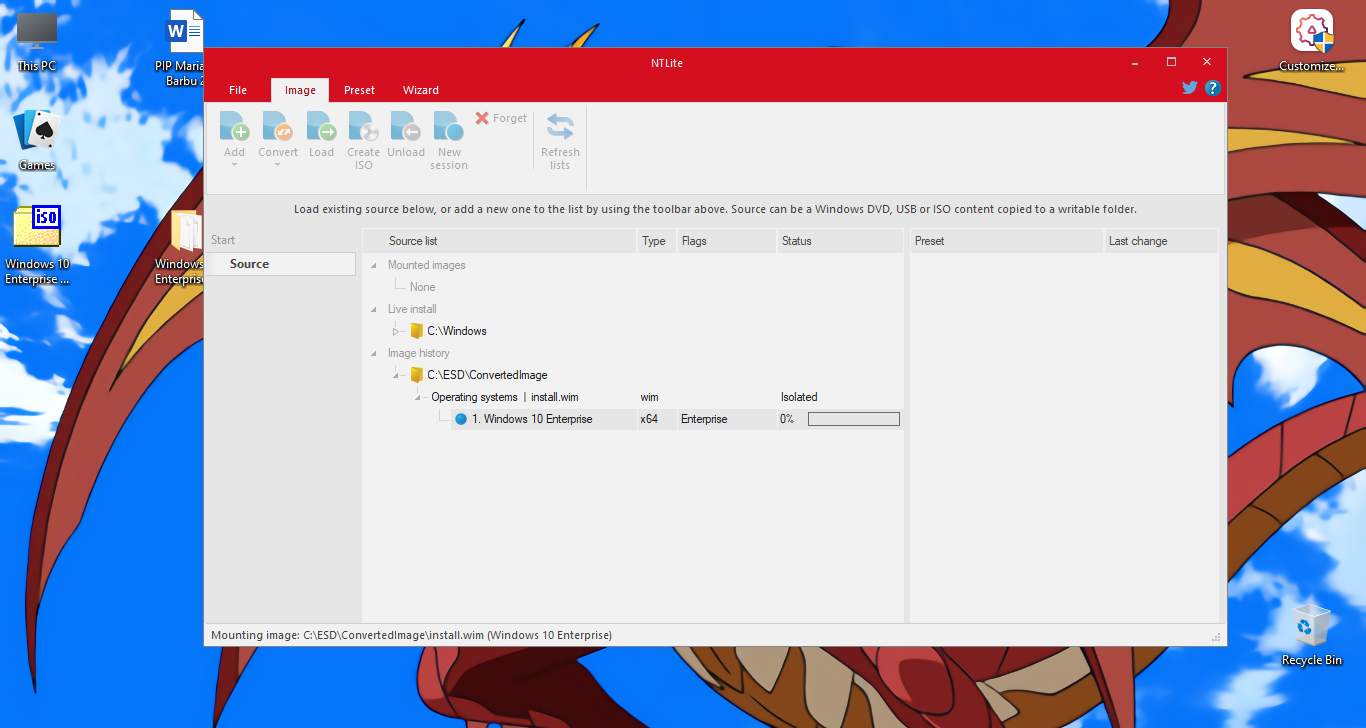 This PC
Games
Windows 10
Enterprise ...
W
PIP Maria
Barbu 2
iso
Windows
Enterprise
NTLite
File
Image
Preset
Wizard
?
Add
Convert
Load
Create
ISO
Unload
New
session
Forget
Refresh
lists
Load existing source below, or add a new one to the list by using the toolbar above. Source can be a Windows DVD, USB or ISO content copied to a writable folder.
Start
Source
Source list
Type
Flags
Status
Preset
Last change
Mounted images
None
Live install
C:\Windows
Image history
C:\ESD\ConvertedImage
Operating systems | install.wim
wim
Isolated
1. Windows 10 Enterprise
x64
Enterprise
0%
Mounting image: C:\ESD\ConvertedImage\install.wim (Windows 10 Enterprise)
Customize...
Recycle Bin